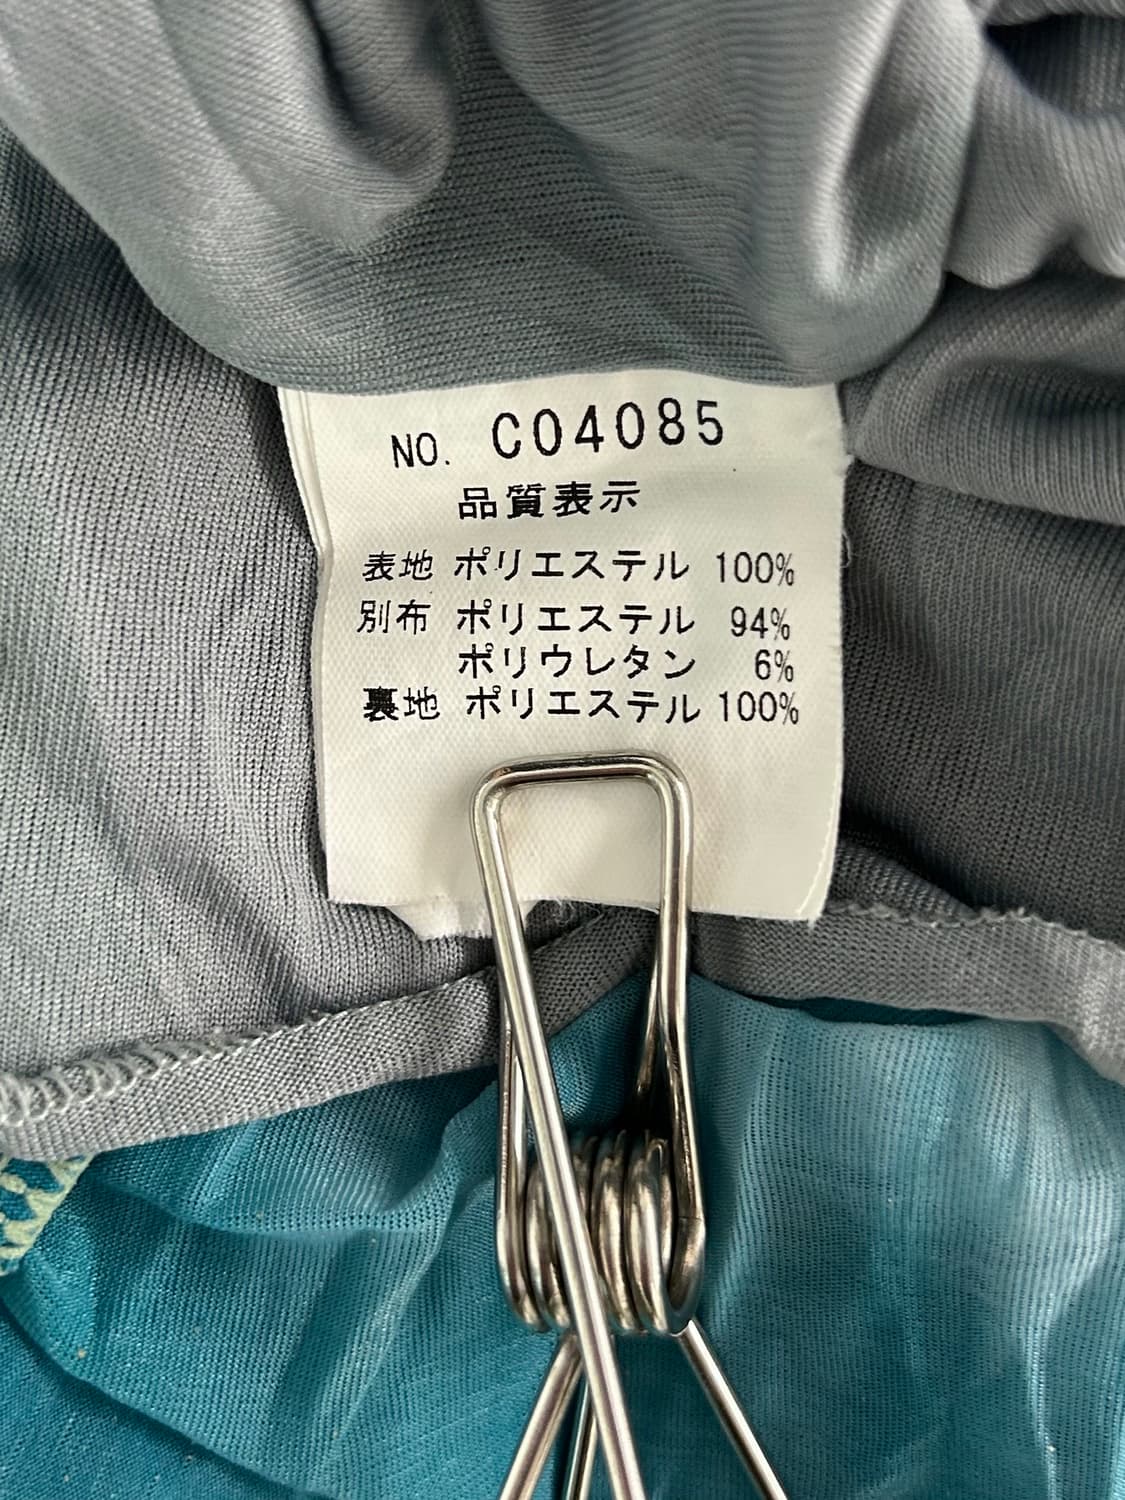 NO. C04085
品質表示
表地 ポリエステル 100%
別布 ポリエステル 94%
ポリウレタン 6%
裏地 ポリエステル 100%